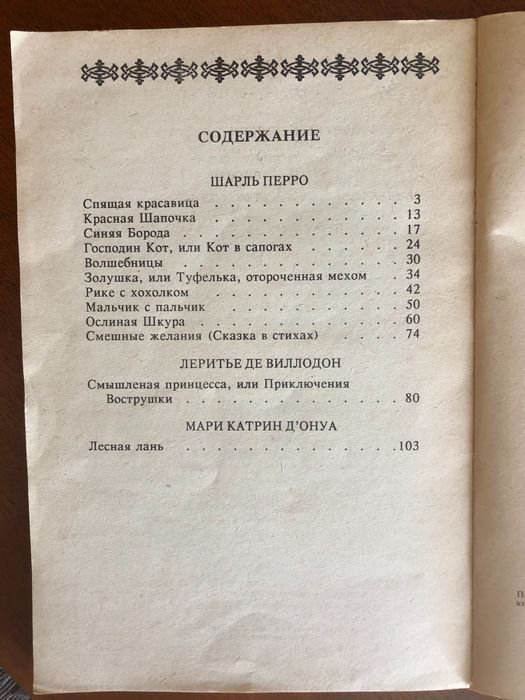 СОДЕРЖАНИЕ
ШАРЛЬ ПЕРРО
Спящая красавица . . . . . . . . . . . . . 3
Красная Шапочка . . . . . . . . . . . . . 13
Синяя Борода . . . . . . . . . . . . . . 17
Господин Кот, или Кот в сапогах . . . . . . . 24
Волшебницы . . . . . . . . . . . . . . 30
Золушка, или Туфелька, отороченная мехом . . . 34
Рике с хохолком . . . . . . . . . . . . . 42
Мальчик с пальчик . . . . . . . . . . . . 50
Ослиная Шкура . . . . . . . . . . . . . 60
Смешные желания (Сказка в стихах) . . . . . . 74
ЛЕРИТЬЕ ДЕ ВИЛЛОДОН
Смышленая принцесса, или Приключения
Вострушки . . . . . . . . . . . . . . 80
МАРИ КАТРИН Д'ОНУА
Лесная лань . . . . . . . . . . . . . . 103